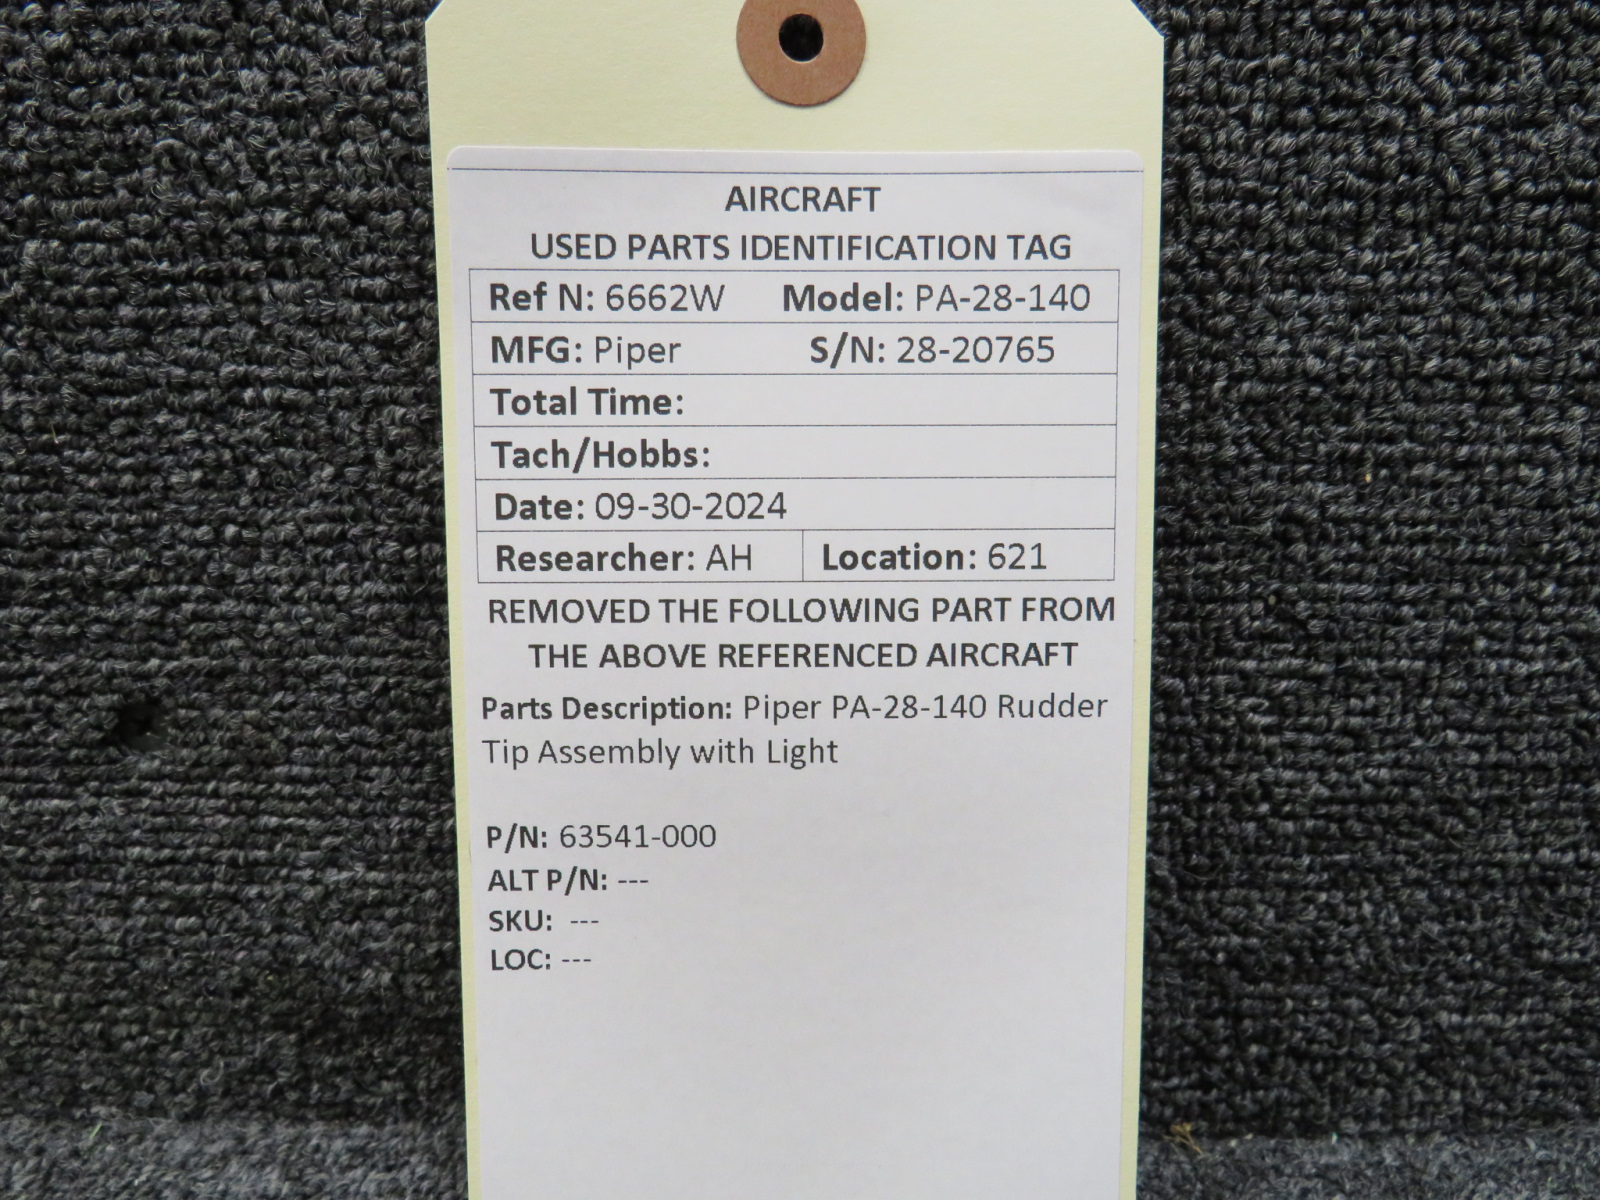 AIRCRAFT
USED PARTS IDENTIFICATION TAG
Ref N: 6662W Model: PA-28-140
MFG: Piper S/N: 28-20765
Total Time:
Tach/Hobbs:
Date: 09-30-2024
Researcher: AH Location: 621
REMOVED THE FOLLOWING PART FROM
THE ABOVE REFERENCED AIRCRAFT
Parts Description: Piper PA-28-140 Rudder
Tip Assembly with Light
P/N: 63541-000
ALT P/N: ---
SKU: ---
LOC: ---